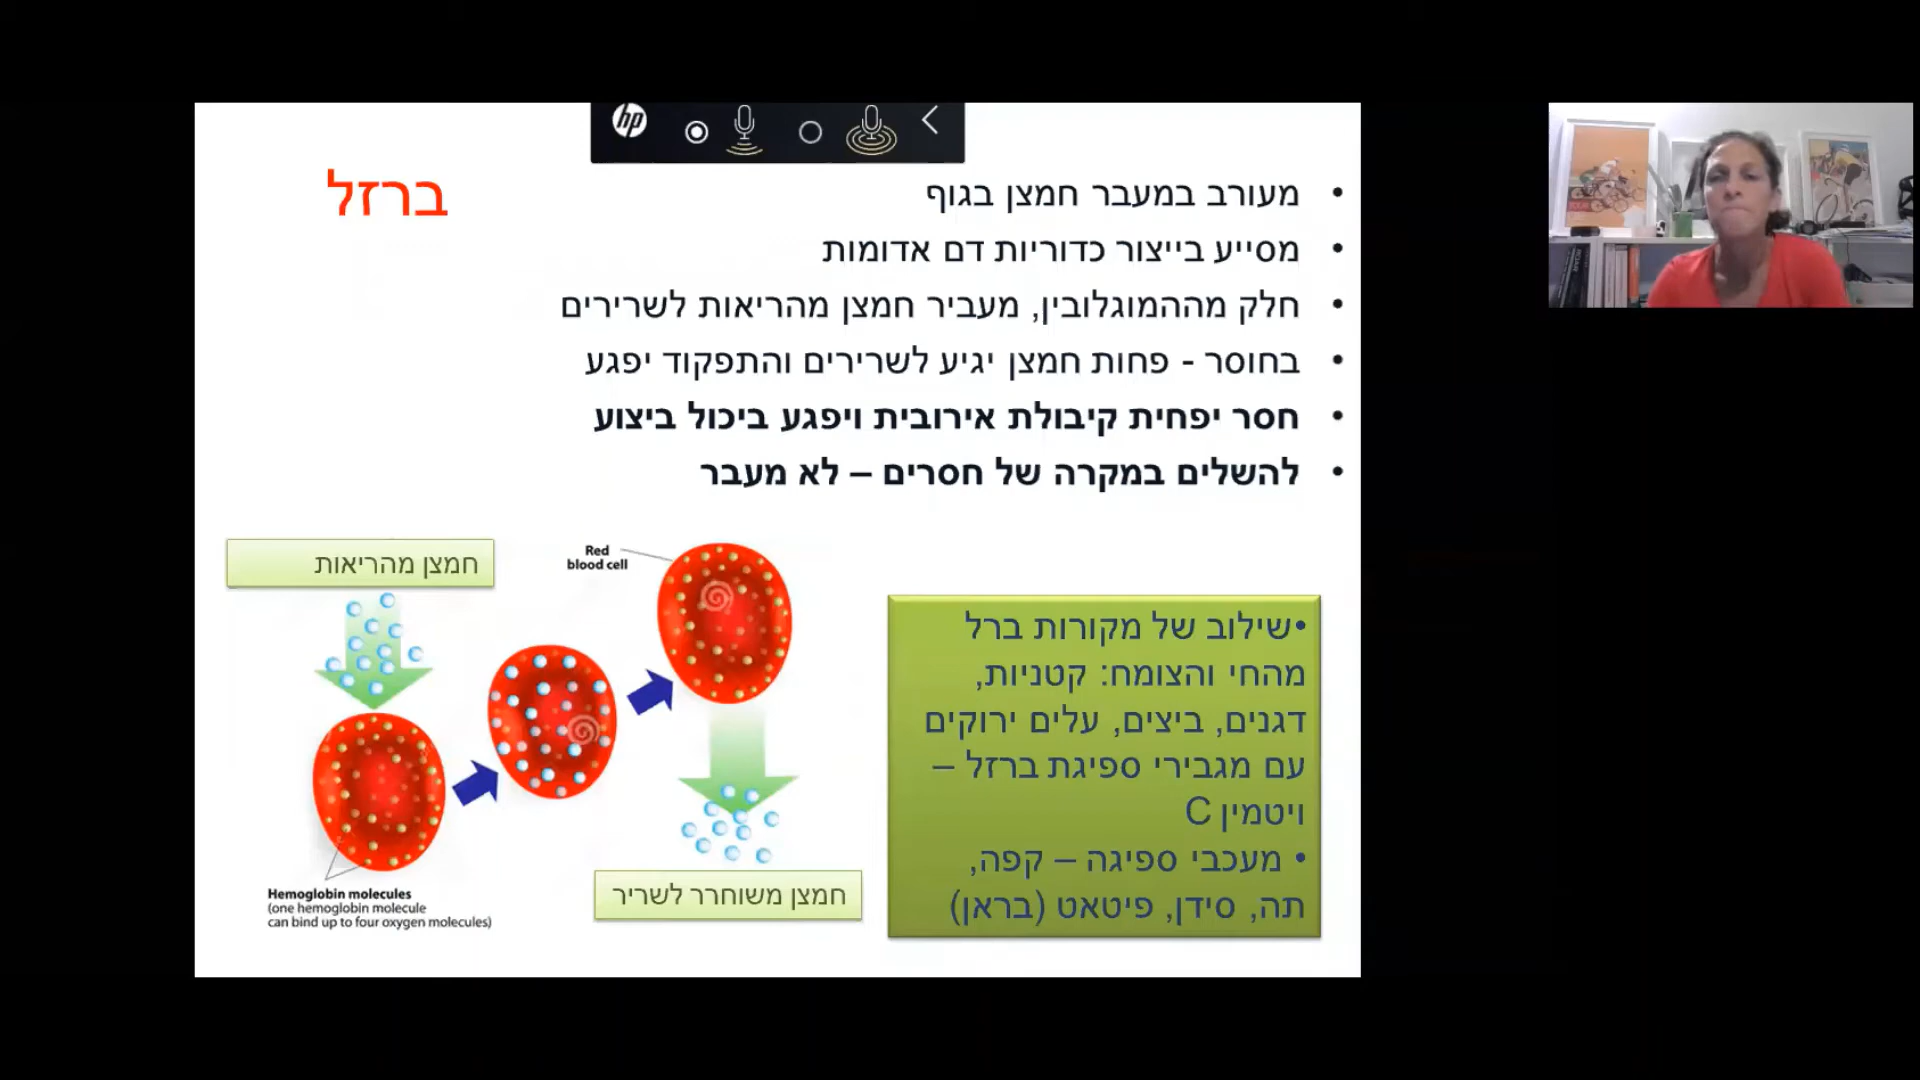 hp
ברזל
• מעורב במעבר חמצן בגוף
• מסייע בייצור כדוריות דם אדומות
• חלק מההמוגלובין, מעביר חמצן מהריאות לשרירים
• בחוסר - פחות חמצן יגיע לשרירים והתפקוד יפגע
• חסר יפחית קיבולת אירובית ויפגע ביכול ביצוע
• להשלים במקרה של חסרים – לא מעבר
חמצן מהריאות
Red
blood cell
Hemoglobin molecules
(one hemoglobin molecule
can bind up to four oxygen molecules)
חמצן משוחרר לשריר
•שילוב של מקורות ברל
מהחי והצומח: קטניות,
דגנים, ביצים, עלים ירוקים
עם מגבירי ספיגת ברזל –
ויטמין C
• מעכבי ספיגה – קפה,
תה, סידן, פיטאט (בראן)